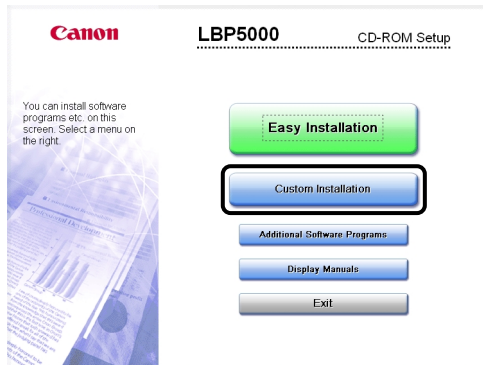 Canon
LBP5000
CD-ROM Setup
You can install software
programs etc. on this
screen. Select a menu on
the right.
Easy Installation
Custom Installation
Additional Software Programs
Display Manuals
Exit